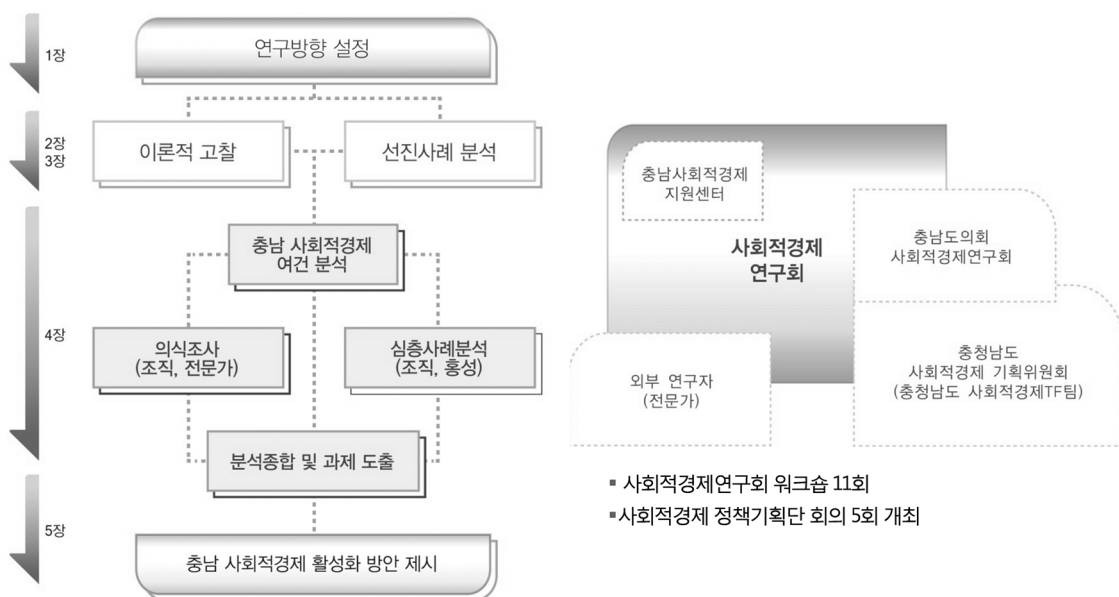 1장
연구방향 설정
2장
3장
이론적 고찰
선진사례 분석
4장
충남 사회적경제
여건 분석
의식조사
(조직, 전문가)
심층사례분석
(조직, 홍성)
분석종합 및 과제 도출
5장
충남 사회적경제 활성화 방안 제시
충남사회적경제
지원센터
사회적경제
연구회
충남도의회
사회적경제연구회
외부 연구자
(전문가)
충청남도
사회적경제 기획위원회
(충청남도 사회적경제TF팀)
▪ 사회적경제연구회 워크숍 11회
▪사회적경제 정책기획단 회의 5회 개최